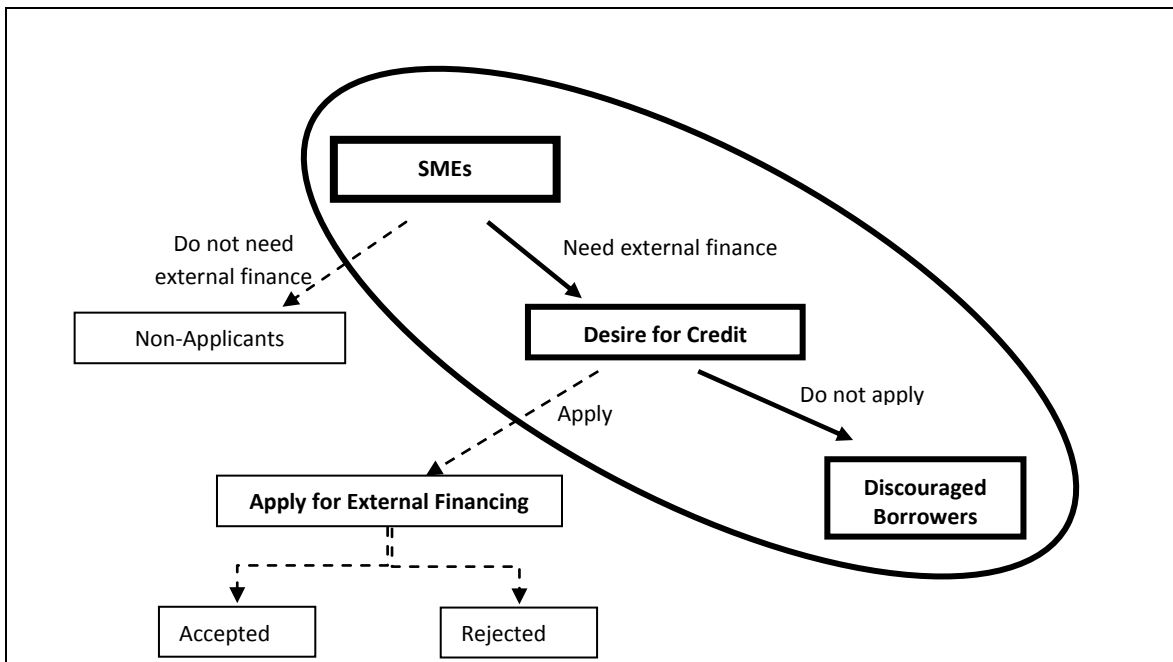 SMEs
Do not need
external finance
Need external finance
Non-Applicants
Desire for Credit
Do not apply
Apply
Discouraged
Borrowers
Apply for External Financing
Accepted
Rejected